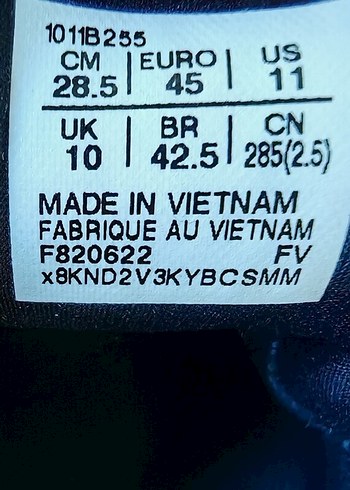 1011B255
CM | EURO | US
28.5 | 45 | 11
UK | BR | CN
10 | 42.5 | 285(2.5)
MADE IN VIETNAM
FABRIQUE AU VIETNAM
F820622 FV
x8KND2V3KYBCSMM